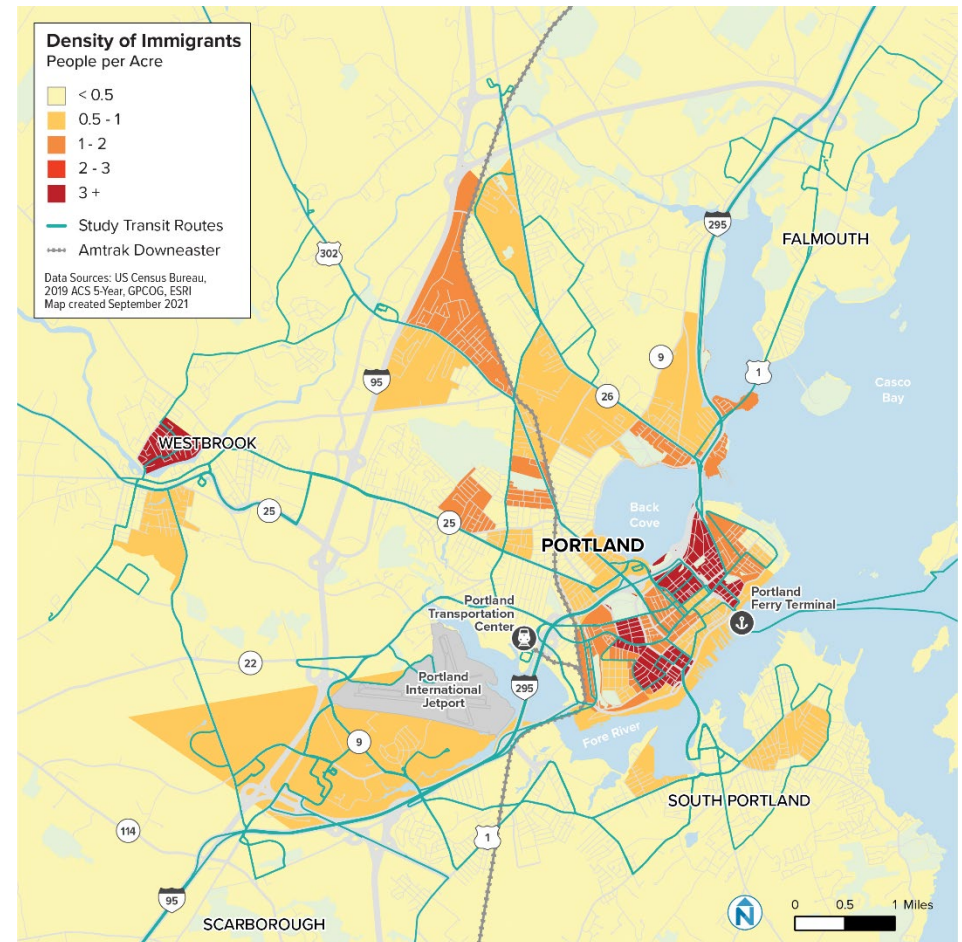 Density of Immigrants
People per Acre
< 0.5
0.5 - 1
1 - 2
2 - 3
3 +
Study Transit Routes
Amtrak Downeaster
Data Sources: US Census Bureau,
2019 ACS 5-Year, GPCOG, ESRI
Map created September 2021
295
FALMOUTH
302
9
1
95
Casco
Bay
26
WESTBROOK
25
25
Back
Cove
PORTLAND
Portland
Ferry Terminal
Portland
Transportation
Center
22
Portland
International
Jetport
295
9
Fore River
SOUTH PORTLAND
114
1
95
SCARBOROUGH
N
0 0.5 1 Miles